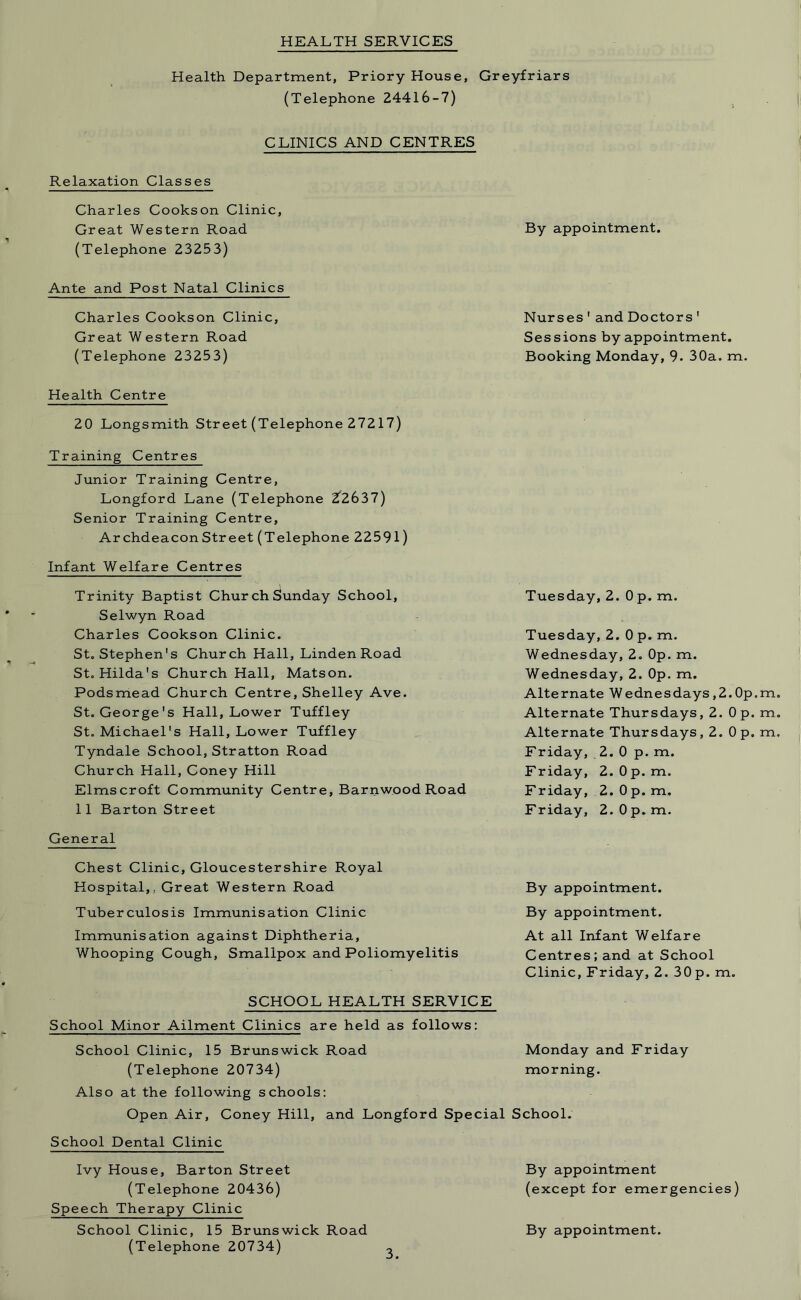 HEALTH SERVICES
Health Department, Priory House, Greyfriars
(Telephone 24416-7)
CLINICS AND CENTRES
Relaxation Classes
Charles Cookson Clinic,
Great Western Road By appointment.
(Telephone 23253)
Ante and Post Natal Clinics
Charles Cookson Clinic, Nurses' and Doctors'
Great Western Road Sessions by appointment.
(Telephone 23253) Booking Monday, 9. 30a. m.
Health Centre
20 Longsmith Street (Telephone 27217)
Training Centres
Junior Training Centre,
Longford Lane (Telephone 22637)
Senior Training Centre,
Archdeacon Street (Telephone 22591)
Infant Welfare Centres
Trinity Baptist Church Sunday School, Tuesday, 2. 0 p. m.
Selwyn Road
Charles Cookson Clinic. Tuesday, 2. 0 p. m.
St. Stephen's Church Hall, Linden Road Wednesday, 2. 0p. m.
St. Hilda's Church Hall, Matson. Wednesday, 2. 0p. m.
Podsmead Church Centre, Shelley Ave. Alternate Wednesdays, 2.0p.m.
St. George's Hall, Lower Tuffley Alternate Thursdays, 2. 0 p. m.
St. Michael's Hall, Lower Tuffley Alternate Thursdays, 2. 0 p. m.
Tyndale School, Stratton Road Friday, 2. 0 p. m.
Church Hall, Coney Hill Friday, 2. 0 p. m.
Elmscroft Community Centre, Barnwood Road Friday, 2. 0 p. m.
11 Barton Street Friday, 2. 0 p. m.
General
Chest Clinic, Gloucestershire Royal
Hospital,, Great Western Road By appointment.
Tuberculosis Immunisation Clinic By appointment.
Immunisation against Diphtheria, At all Infant Welfare
Whooping Cough, Smallpox and Poliomyelitis Centres; and at School
Clinic, Friday, 2. 30 p. m.
SCHOOL HEALTH SERVICE
School Minor Ailment Clinics are held as follows:
School Clinic, 15 Brunswick Road Monday and Friday
(Telephone 20734) morning.
Also at the following schools:
Open Air, Coney Hill, and Longford Special School.
School Dental Clinic
Ivy House, Barton Street By appointment
(Telephone 20436) (except for emergencies)
Speech Therapy Clinic
School Clinic, 15 Brunswick Road By appointment.
(Telephone 20734)
3.